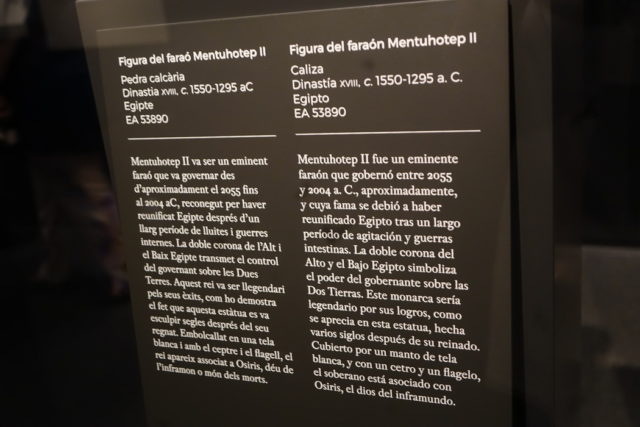 Figura del faraó Mentuhotep II
Pedra calcària
Dinastia XVIII, c. 1550-1295 aC
Egipte
EA 53890
Mentuhotep II va ser un eminent
faraó que va governar des
d'aproximadament el 2055 fins
al 2004 aC, reconegut per haver
reunificat Egipte després d'un
llarg període de lluites i guerres
internes. La doble corona de l'Alt i
el Baix Egipte transmet el control
del governant sobre les Dues
Terres. Aquest rei va ser llegendari
pels seus èxits, com ho demostra
el fet que aquesta estàtua es va
esculpir segles després del seu
regnat. Embolcallat en una tela
blanca i amb el ceptre i el flagell, el
rei apareix associat a Osiris, déu de
l'inframon o món dels morts.
Figura del faraón Mentuhotep II
Caliza
Dinastía XVIII, c. 1550-1295 a. C.
Egipto
EA 53890
Mentuhotep II fue un eminente
faraón que gobernó entre 2055
y 2004 a. C., aproximadamente,
y cuya fama se debió a haber
reunificado Egipto tras un largo
período de agitación y guerras
intestinas. La doble corona del
Alto y el Bajo Egipto simboliza
el poder del gobernante sobre las
Dos Tierras. Este monarca sería
legendario por sus logros, como
se aprecia en esta estatua, hecha
varios siglos después de su reinado.
Cubierto por un manto de tela
blanca, y con un cetro y un flagelo,
el soberano está asociado con
Osiris, el dios del inframundo.